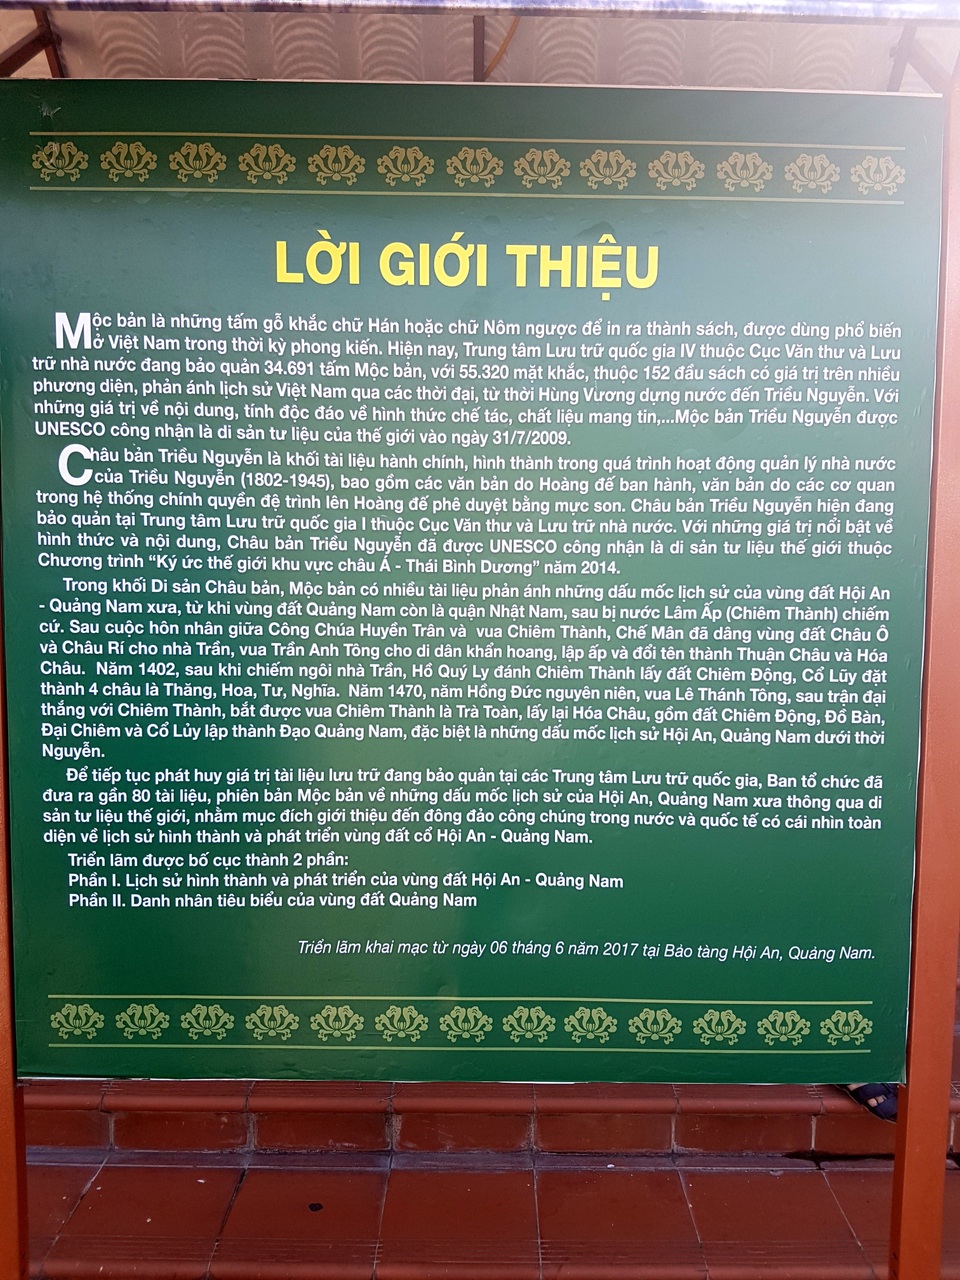 LỜI GIỚI THIỆU
Mộc bản là những tấm gỗ khắc chữ Hán hoặc chữ Nôm ngược để in ra thành sách, được dùng phổ biến
ở Việt Nam trong thời kỳ phong kiến. Hiện nay, Trung tâm Lưu trữ quốc gia IV thuộc Cục Văn thư và Lưu
trữ nhà nước đang bảo quản 34.691 tấm Mộc bản, với 55.320 mặt khắc, thuộc 152 đầu sách có giá trị trên nhiều
phương diện, phản ánh lịch sử Việt Nam qua các thời đại, từ thời Hùng Vương dựng nước đến Triều Nguyễn. Với
những giá trị về nội dung, tính độc đáo về hình thức chế tác, chất liệu mang tin,...Mộc bản Triều Nguyễn được
UNESCO công nhận là di sản tư liệu của thế giới vào ngày 31/7/2009.
Châu bản Triều Nguyễn là khối tài liệu hành chính, hình thành trong quá trình hoạt động quản lý nhà nước
của Triều Nguyễn (1802-1945), bao gồm các văn bản do Hoàng đế ban hành, văn bản do các cơ quan
trong hệ thống chính quyền đệ trình lên Hoàng đế phê duyệt bằng mực son. Châu bản Triều Nguyễn hiện đang
bảo quản tại Trung tâm Lưu trữ quốc gia I thuộc Cục Văn thư và Lưu trữ nhà nước. Với những giá trị nổi bật về
hình thức và nội dung, Châu bản Triều Nguyễn đã được UNESCO công nhận là di sản tư liệu thế giới thuộc
Chương trình “Ký ức thế giới khu vực châu Á - Thái Bình Dương” năm 2014.
Trong khối Di sản Châu bản, Mộc bản có nhiều tài liệu phản ánh những dấu mốc lịch sử của vùng đất Hội An
- Quảng Nam xưa, từ khi vùng đất Quảng Nam còn là quận Nhật Nam, sau bị nước Lâm Ấp (Chiêm Thành) chiếm
cứ. Sau cuộc hôn nhân giữa Công Chúa Huyền Trân và vua Chiêm Thành, Chế Mân đã dâng vùng đất Châu Ô
và Châu Rí cho nhà Trần, vua Trần Anh Tông cho di dân khẩn hoang, lập ấp và đổi tên thành Thuận Châu và Hóa
Châu. Năm 1402, sau khi chiếm ngôi nhà Trần, Hồ Quý Ly đánh Chiêm Thành lấy đất Chiêm Động, Cổ Lũy đặt
thành 4 châu là Thăng, Hoa, Tư, Nghĩa. Năm 1470, năm Hồng Đức nguyên niên, vua Lê Thánh Tông, sau trận đại
thắng với Chiêm Thành, bắt được vua Chiêm Thành là Trà Toàn, lấy lại Hóa Châu, gồm đất Chiêm Động, Đồ Bàn,
Đại Chiêm và Cổ Lủy lập thành Đạo Quảng Nam, đặc biệt là những dấu mốc lịch sử Hội An, Quảng Nam dưới thời
Nguyễn.
Để tiếp tục phát huy giá trị tài liệu lưu trữ đang bảo quản tại các Trung tâm Lưu trữ quốc gia, Ban tổ chức đã
đưa ra gần 80 tài liệu, phiên bản Mộc bản về những dấu mốc lịch sử của Hội An, Quảng Nam xưa thông qua di
sản tư liệu thế giới, nhằm mục đích giới thiệu đến đông đảo công chúng trong nước và quốc tế có cái nhìn toàn
diện về lịch sử hình thành và phát triển vùng đất cổ Hội An - Quảng Nam.
Triển lãm được bố cục thành 2 phần:
Phần I. Lịch sử hình thành và phát triển của vùng đất Hội An - Quảng Nam
Phần II. Danh nhân tiêu biểu của vùng đất Quảng Nam
Triển lãm khai mạc từ ngày 06 tháng 6 năm 2017 tại Bảo tàng Hội An, Quảng Nam.